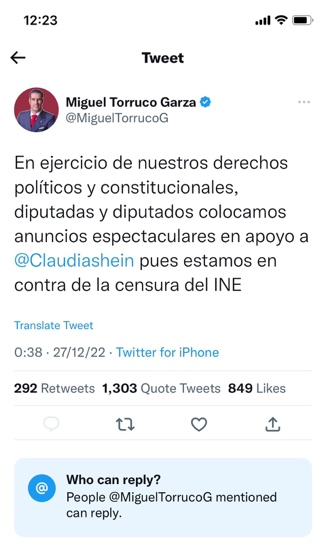 12:23
Tweet
Miguel Torruco Garza
@MiguelTorrucoG
En ejercicio de nuestros derechos
políticos y constitucionales,
diputadas y diputados colocamos
anuncios espectaculares en apoyo a
@Claudiashein pues estamos en
contra de la censura del INE
Translate Tweet
0:38 · 27/12/22 · Twitter for iPhone
292 Retweets 1,303 Quote Tweets 849 Likes
@
Who can reply?
People @MiguelTorrucoG mentioned
can reply.